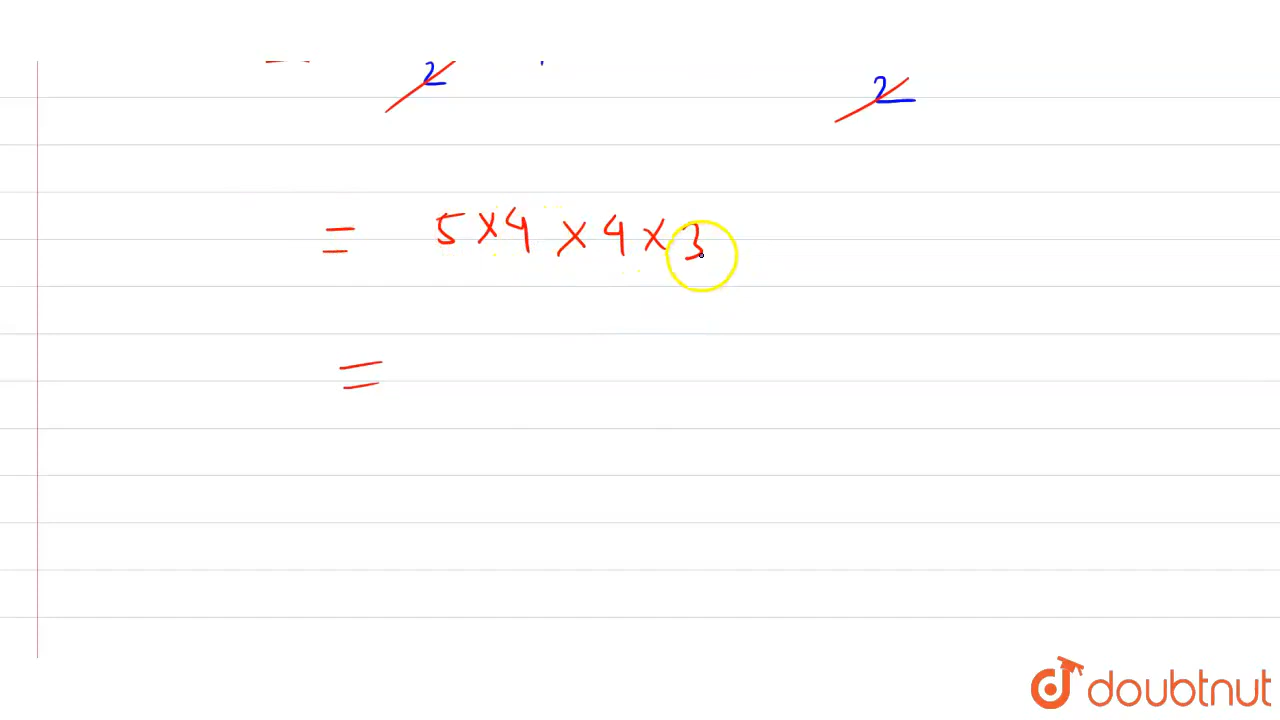 2 2
= 5 × 4 × 4 × 3
=
doubtnut